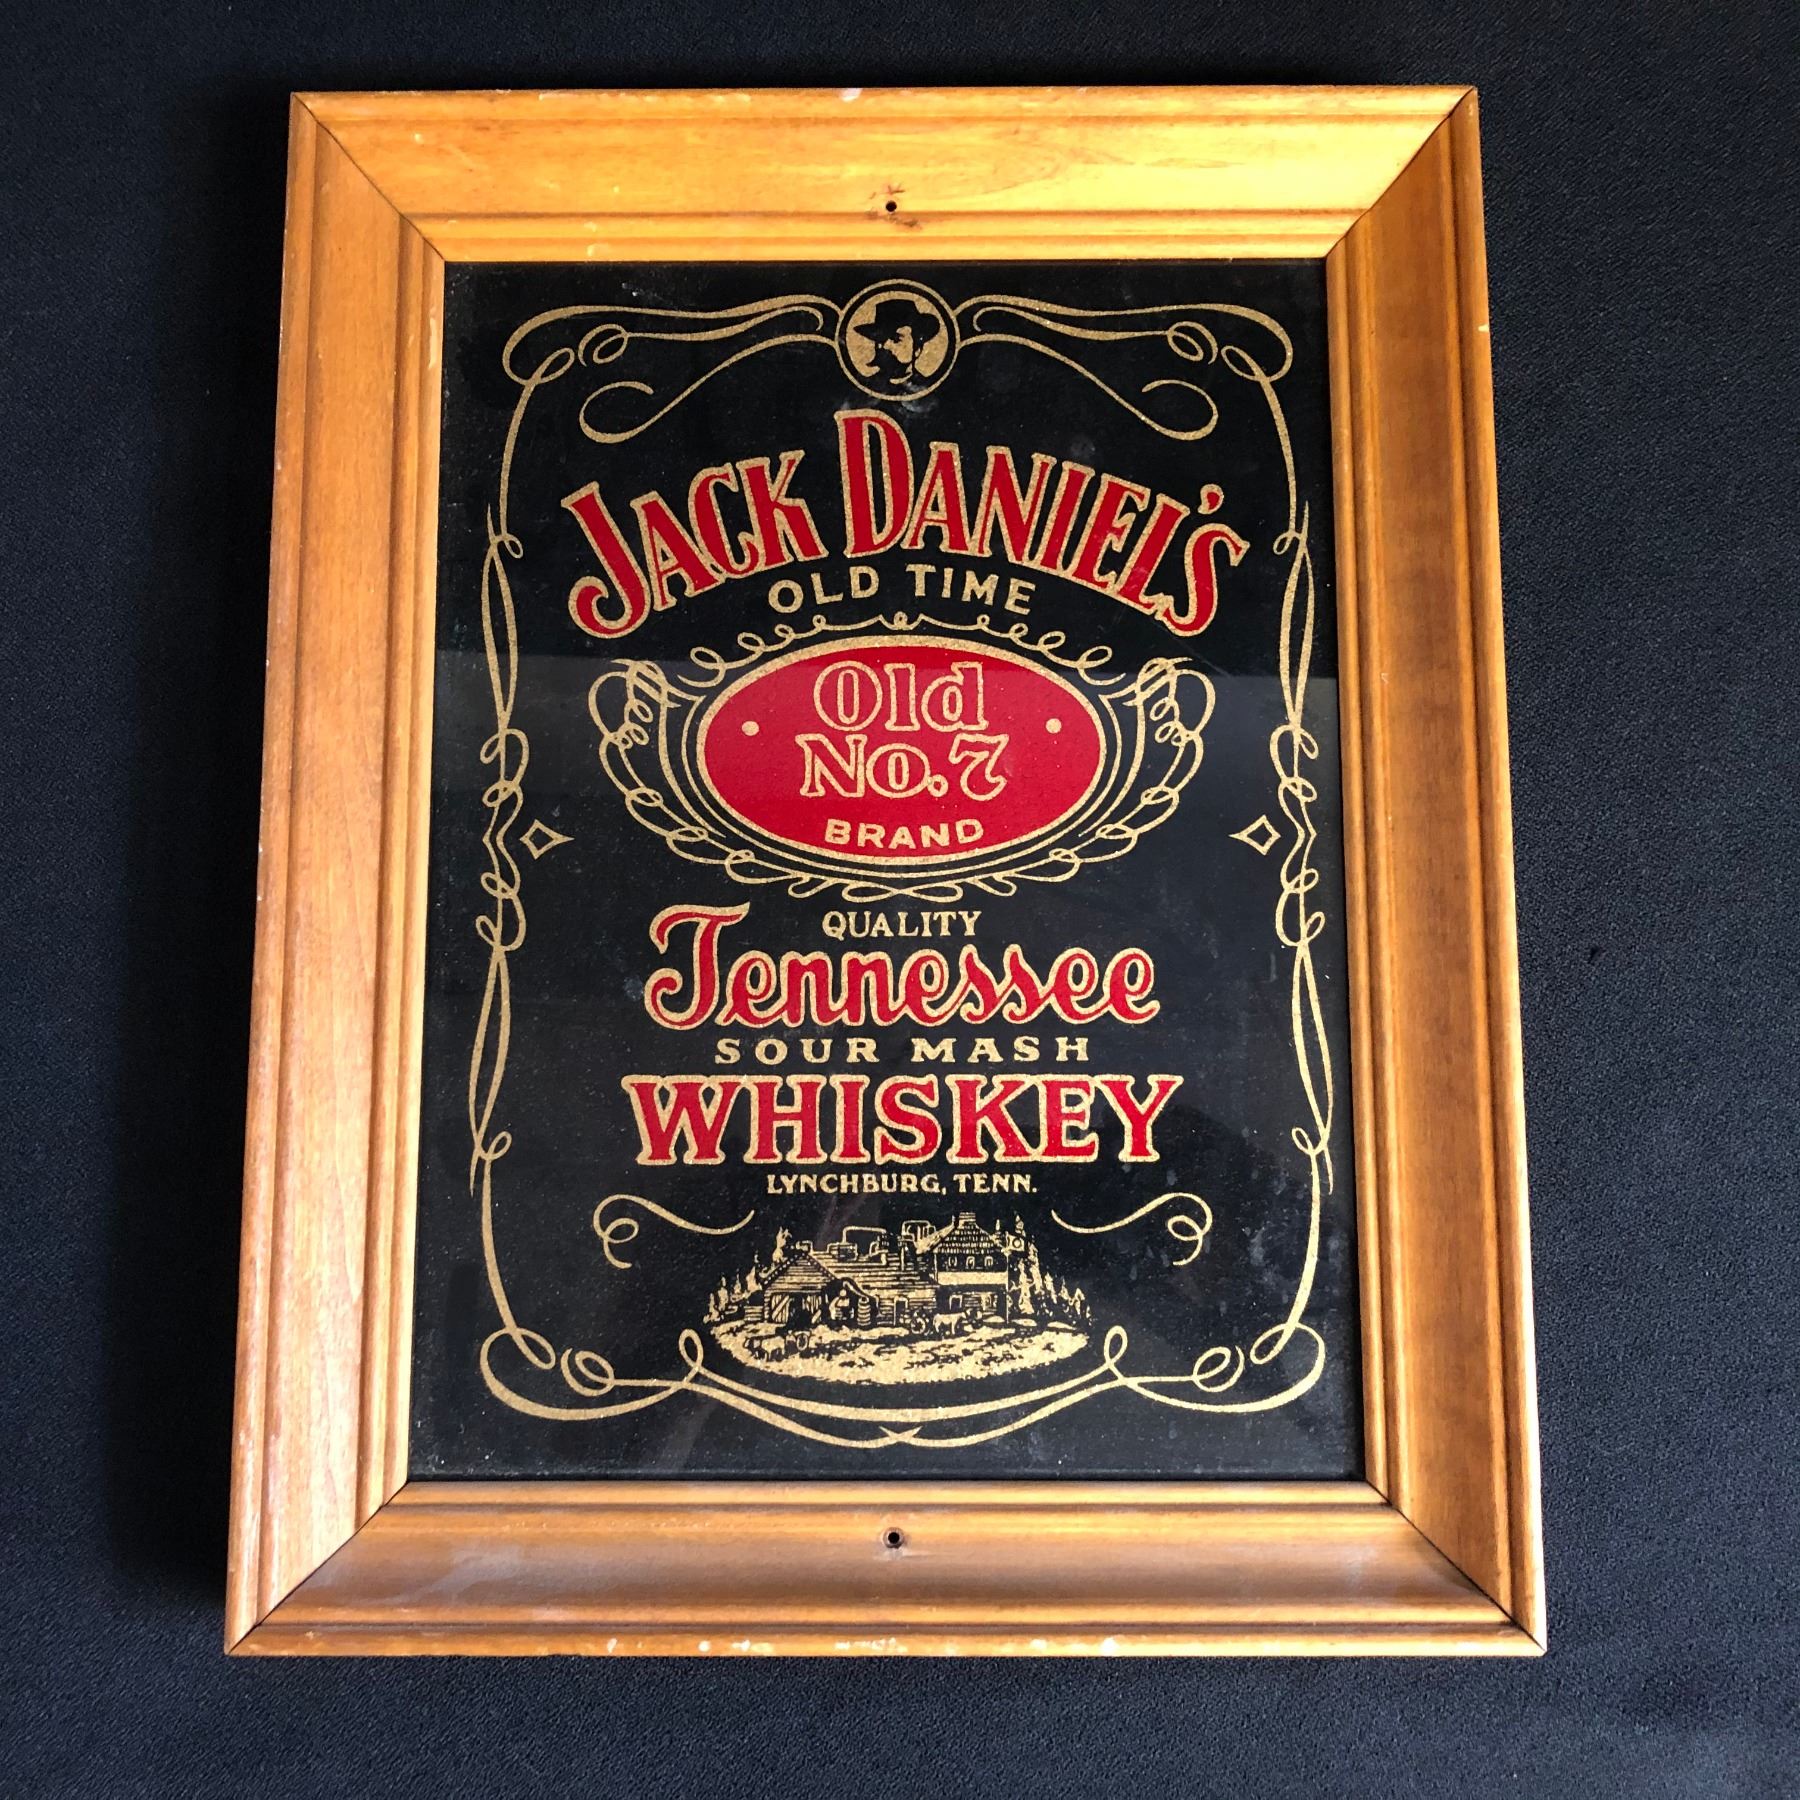 JACK DANIEL'S
OLD TIME
Old
No. 7
BRAND
QUALITY
Tennessee
SOUR MASH
WHISKEY
LYNCHBURG, TENN.